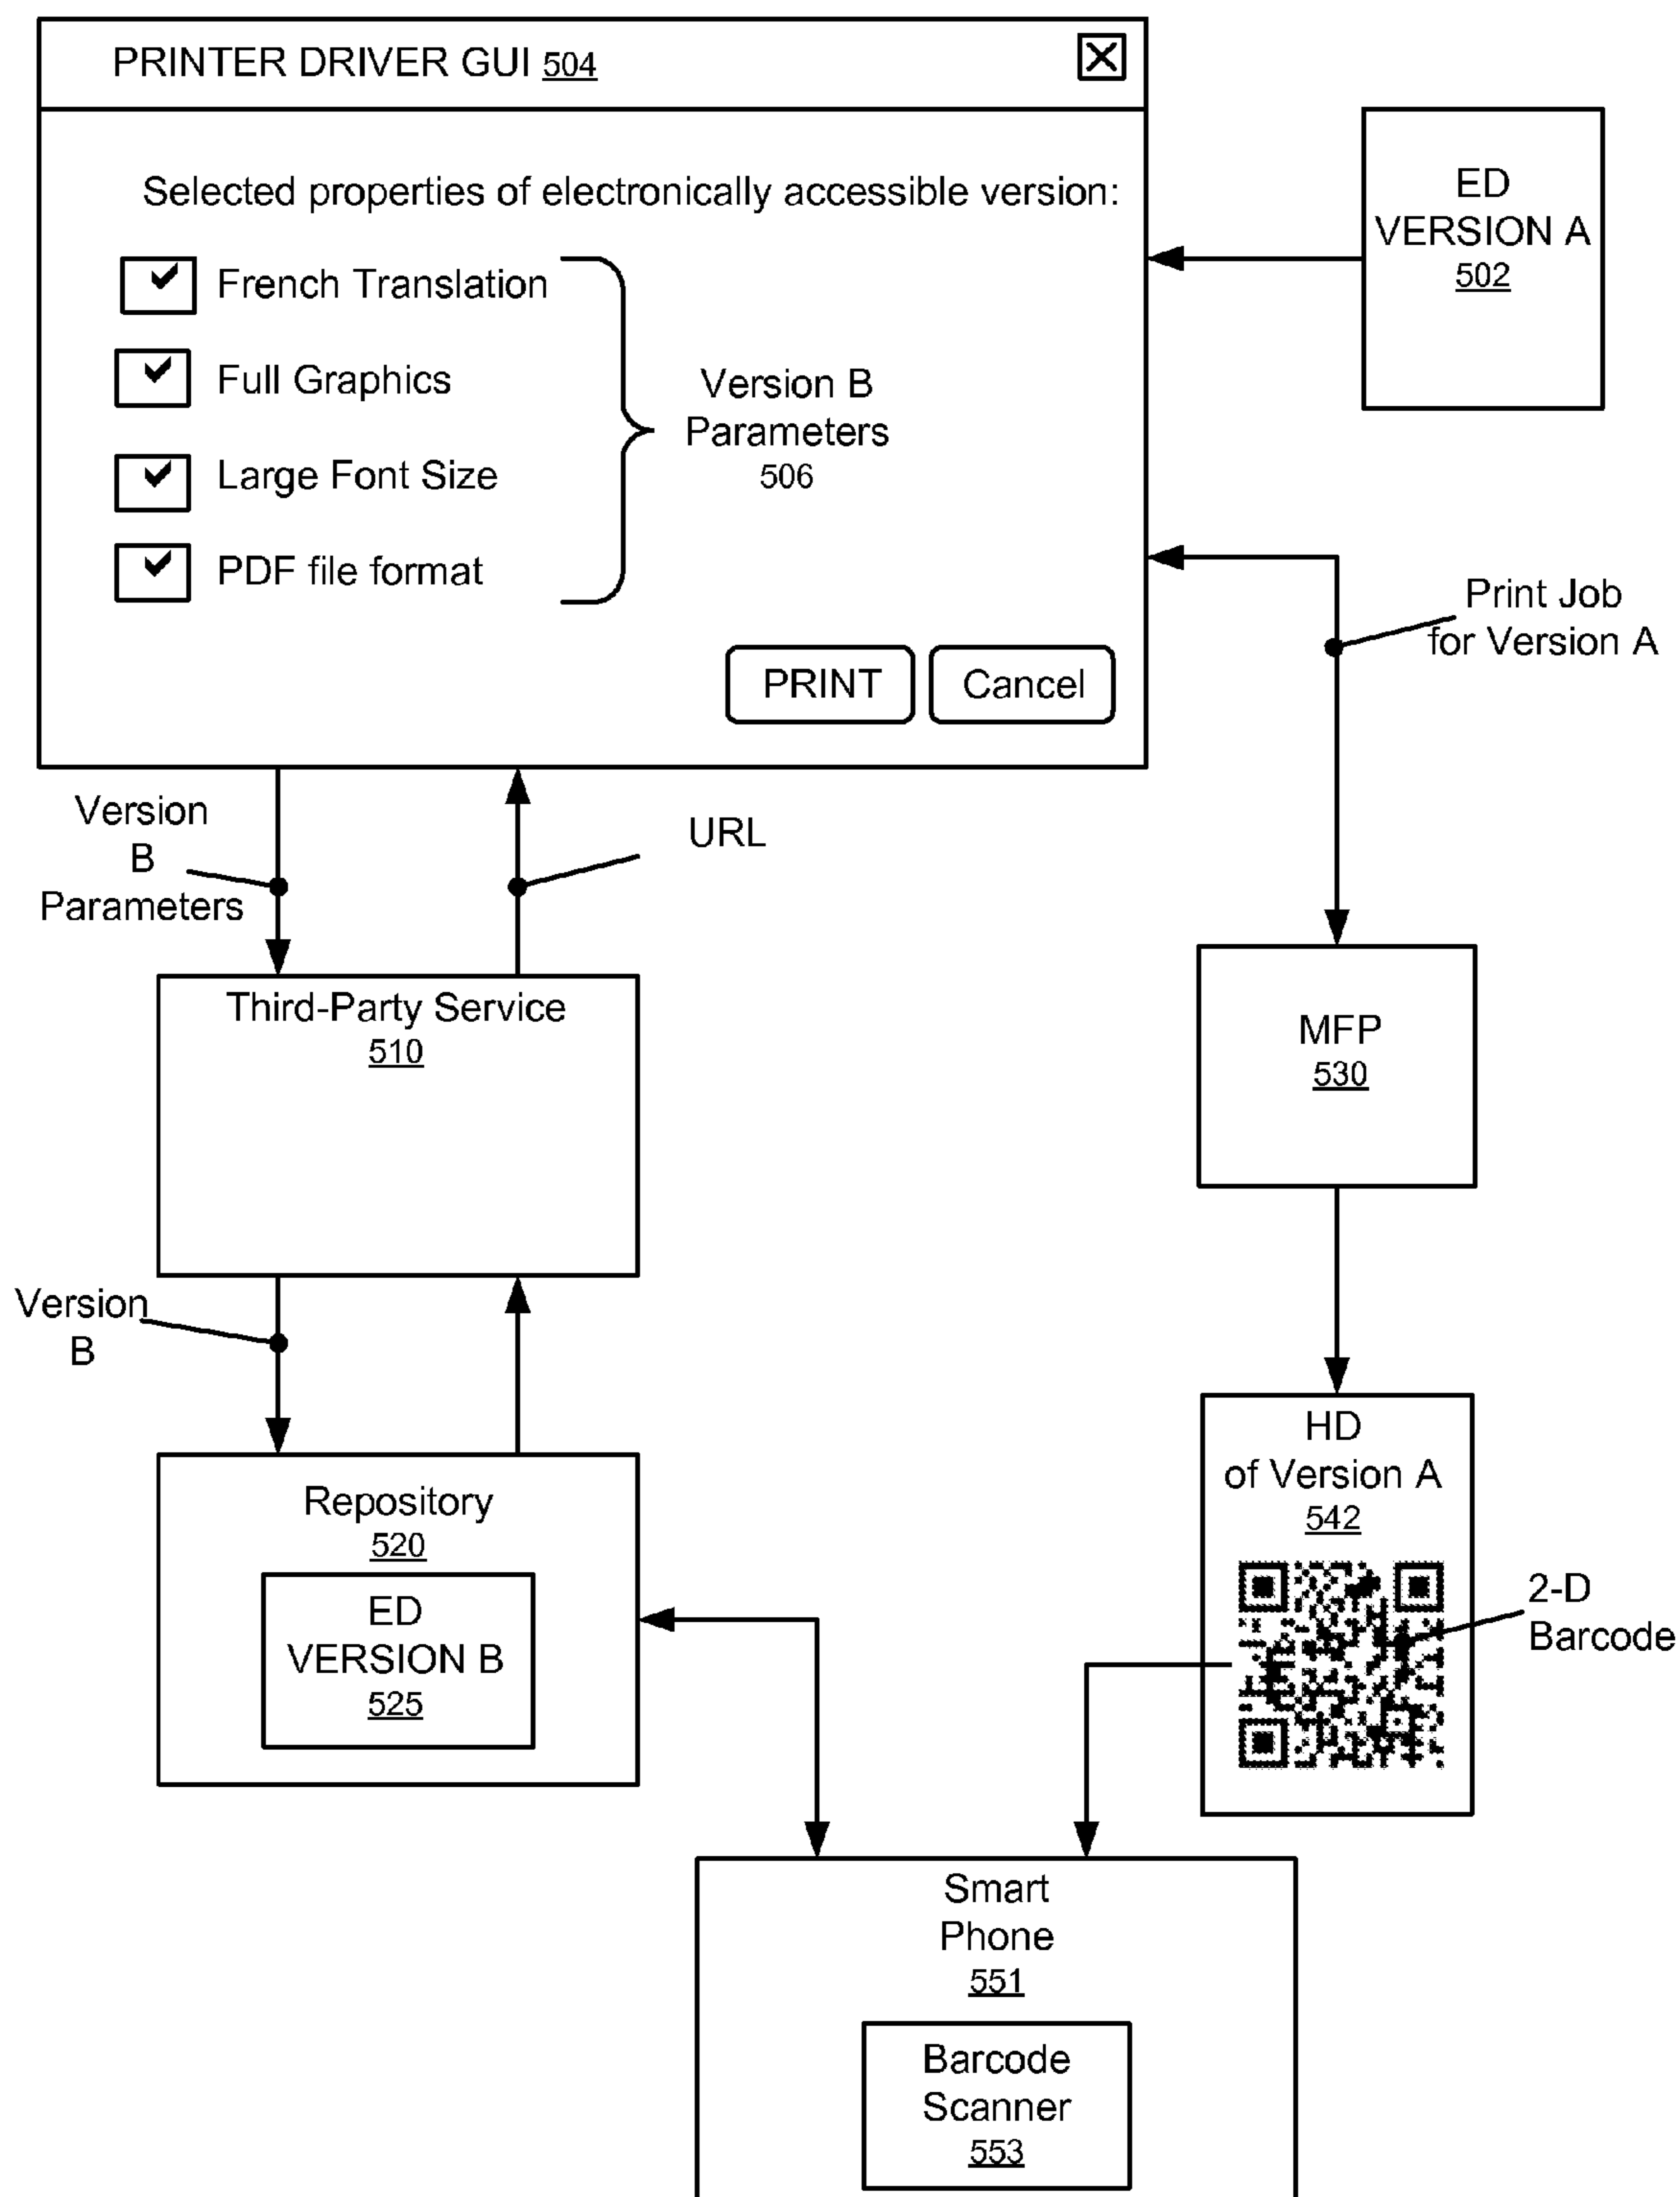 PRINTER DRIVER GUI 504
Selected properties of electronically accessible version:
French Translation
Full Graphics
Large Font Size
PDF file format
Version B
Parameters
506
PRINT
Cancel
ED
VERSION A
502
Print Job
for Version A
Version
B
Parameters
URL
Third-Party Service
510
MFP
530
Version
B
Repository
520
ED
VERSION B
525
HD
of Version A
542
2-D
Barcode
Smart
Phone
551
Barcode
Scanner
553